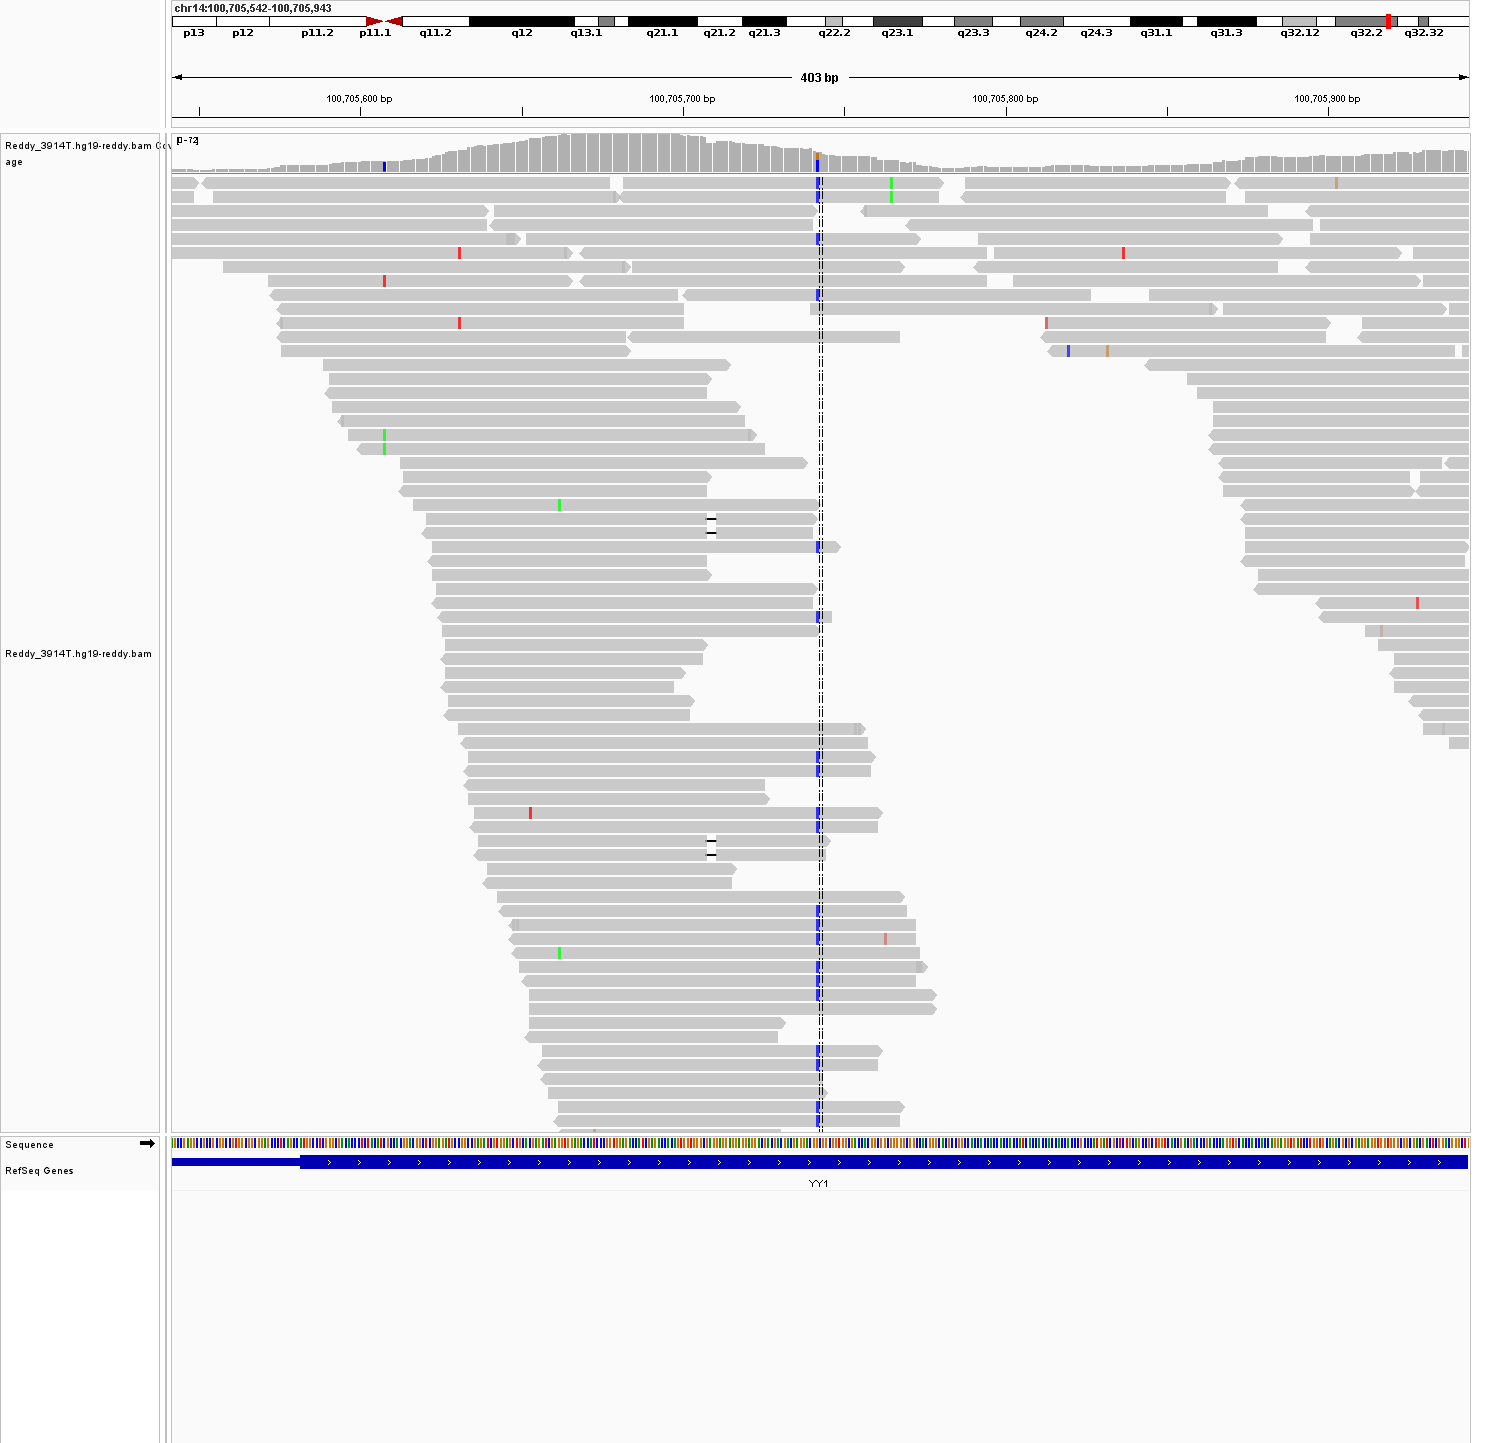 chr14:100,705,542-100,705,943
p13 p12 p11.2 p11.1 q11.2 q12 q13.1 q21.1 q21.2 q21.3 q22.2 q23.1 q23.3 q24.2 q24.3 q31.1 q31.3 q32.12 q32.2 q32.32
403 bp
100,705,600 bp 100,705,700 bp 100,705,800 bp 100,705,900 bp
[0-72]
Reddy_3914T.hg19-reddy.bam Cov
age
Reddy_3914T.hg19-reddy.bam
Sequence
RefSeq Genes
YY1